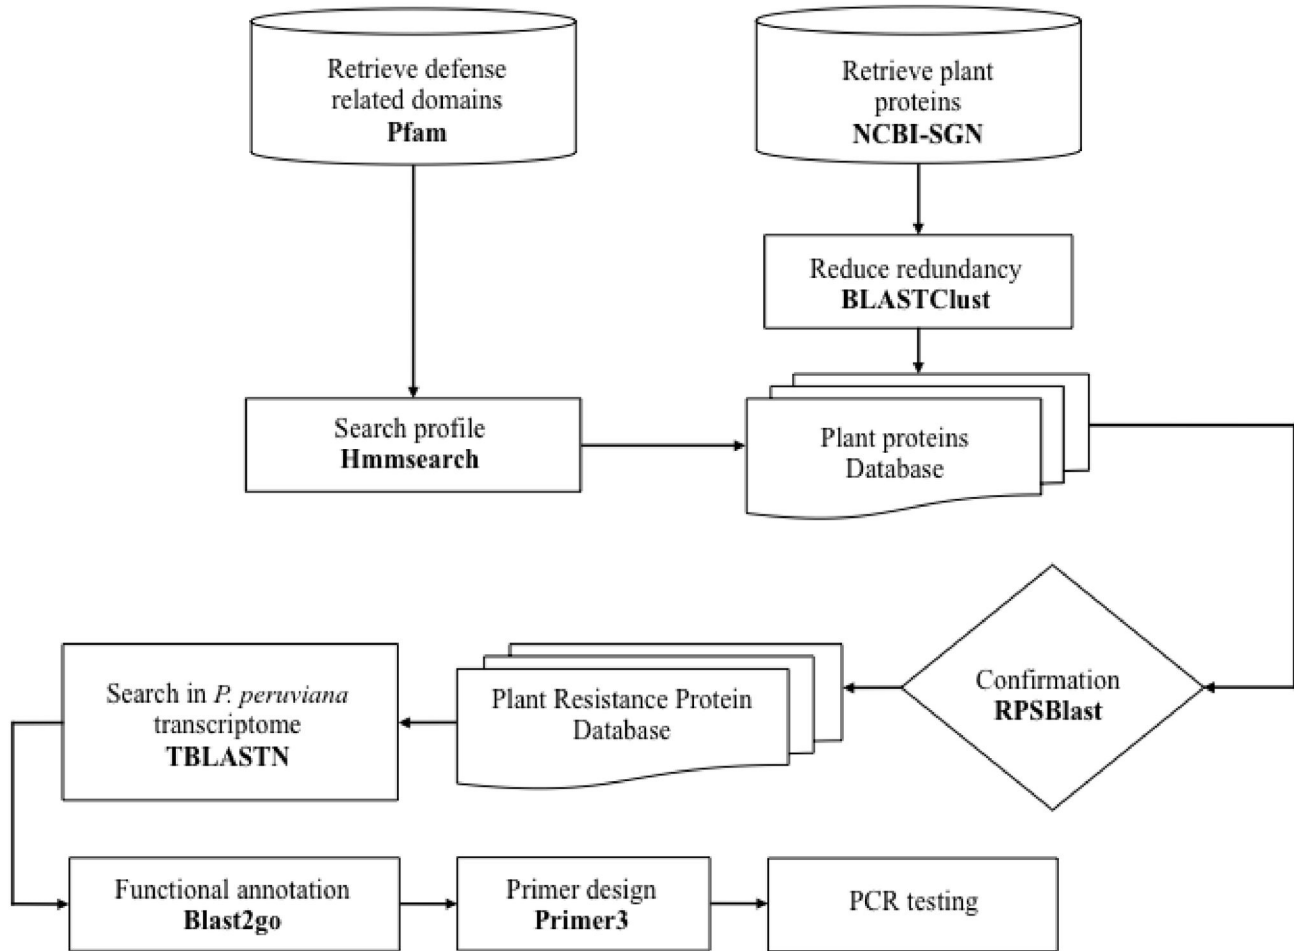 Retrieve defense
related domains
Pfam
Retrieve plant
proteins
NCBI-SGN
Reduce redundancy
BLASTClust
Search profile
Hmmsearch
Plant proteins
Database
Confirmation
RPSBlast
Plant Resistance Protein
Database
Search in P. peruviana
transcriptome
TBLASTN
Functional annotation
Blast2go
Primer design
Primer3
PCR testing